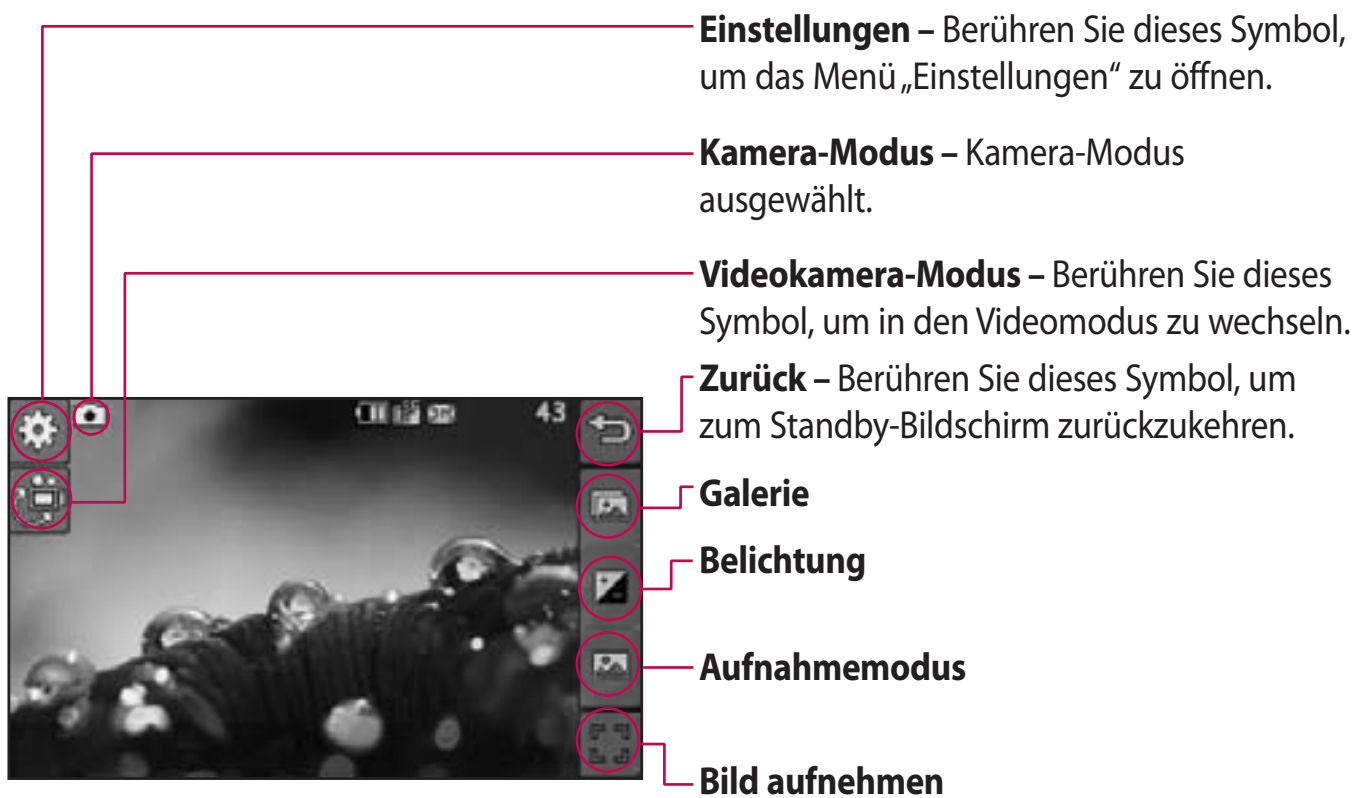 Einstellungen – Berühren Sie dieses Symbol,
um das Menü „Einstellungen“ zu öffnen.
Kamera-Modus – Kamera-Modus
ausgewählt.
Videokamera-Modus – Berühren Sie dieses
Symbol, um in den Videomodus zu wechseln.
Zurück – Berühren Sie dieses Symbol, um
zum Standby-Bildschirm zurückzukehren.
43
Galerie
Belichtung
Aufnahmemodus
Bild aufnehmen